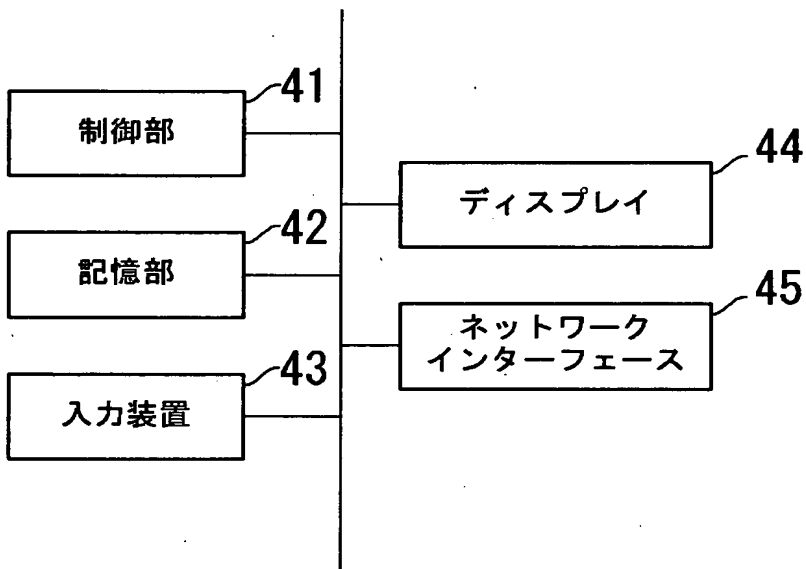 41
制御部
42
記憶部
43
入力装置
44
ディスプレイ
45
ネットワーク
インターフェース